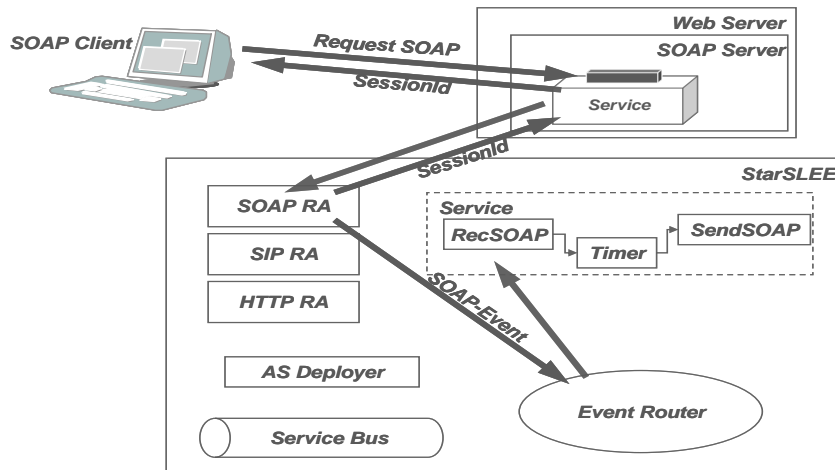 SOAP Client
Request SOAP
SessionId
Web Server
SOAP Server
Service
SessionId
StarSLEE
SOAP RA
SIP RA
HTTP RA
Service
RecSOAP
Timer
SendSOAP
SOAP-Event
AS Deployer
Service Bus
Event Router